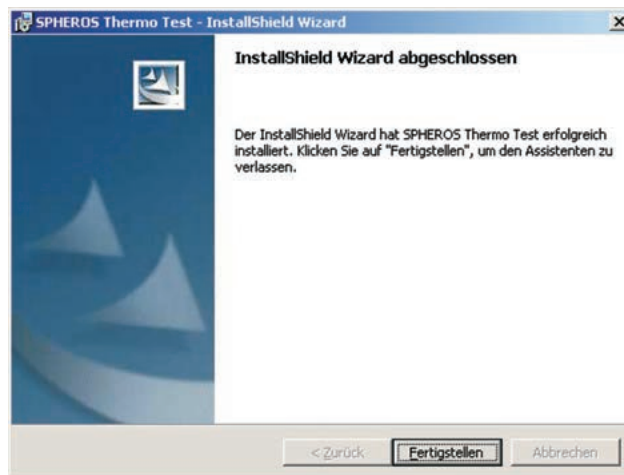 SPHEROS Thermo Test - InstallShield Wizard
InstallShield Wizard abgeschlossen
Der InstallShield Wizard hat SPHEROS Thermo Test erfolgreich
installiert. Klicken Sie auf "Fertigstellen", um den Assistenten zu
verlassen.
< Zurück Fertigstellen Abbrechen